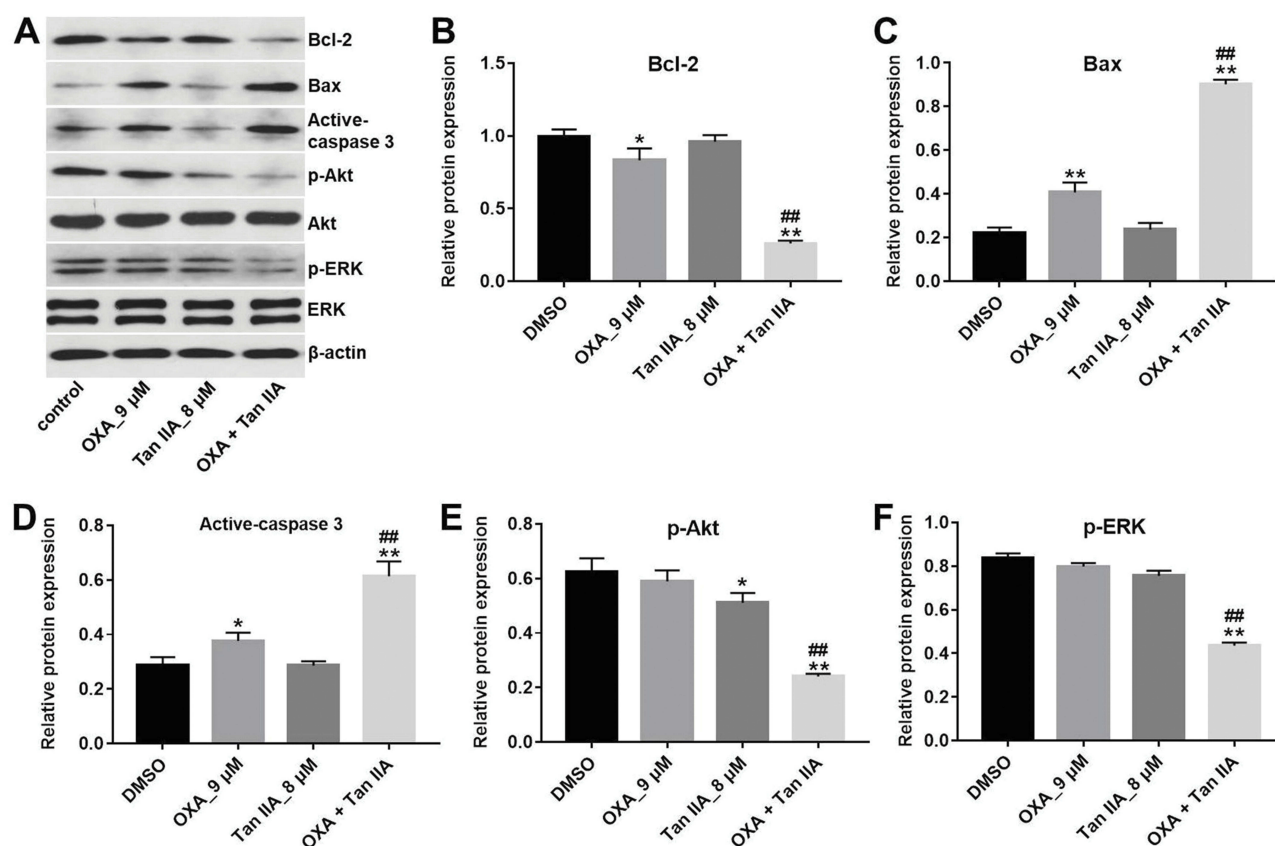 A
Bcl-2
Bax
Active-
caspase 3
p-Akt
Akt
p-ERK
ERK
β-actin
control
OXA_9 μM
Tan IIA_8 μM
OXA + Tan IIA
B
Bcl-2
Relative protein expression
1.5
1.0
0.5
0.0
*
##
**
DMSO
OXA_9 μM
Tan IIA_8 μM
OXA + Tan IIA
C
Bax
Relative protein expression
1.0
0.8
0.6
0.4
0.2
0.0
**
##
**
DMSO
OXA_9 μM
Tan IIA_8 μM
OXA + Tan IIA
D
Active-caspase 3
Relative protein expression
0.8
0.6
0.4
0.2
0.0
*
##
**
DMSO
OXA_9 μM
Tan IIA_8 μM
OXA + Tan IIA
E
p-Akt
Relative protein expression
0.8
0.6
0.4
0.2
0.0
*
##
**
DMSO
OXA_9 μM
Tan IIA_8 μM
OXA + Tan IIA
F
p-ERK
Relative protein expression
1.0
0.8
0.6
0.4
0.2
0.0
##
**
DMSO
OXA_9 μM
Tan IIA_8 μM
OXA + Tan IIA